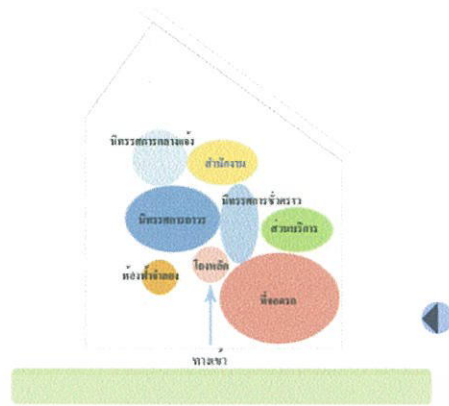 นิทรรศการกลางแจ้ง
สำนักงาน
นิทรรศการชั่วคราว
นิทรรศการถาวร
ส่วนบริการ
ห้องฟ้าจำลอง
โถงหลัก
ที่จอดรถ
ทางเข้า